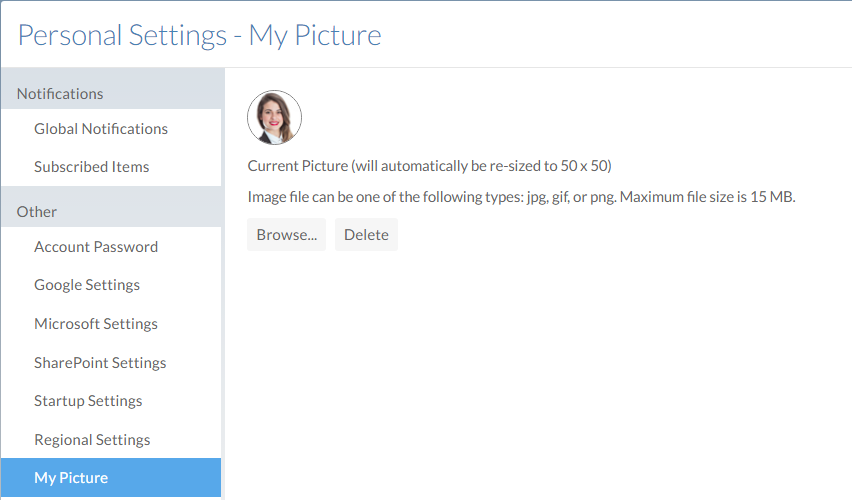 Personal Settings - My Picture
Notifications
Global Notifications
Subscribed Items
Other
Account Password
Google Settings
Microsoft Settings
SharePoint Settings
Startup Settings
Regional Settings
My Picture
Current Picture (will automatically be re-sized to 50 x 50)
Image file can be one of the following types: jpg, gif, or png. Maximum file size is 15 MB.
Browse... Delete